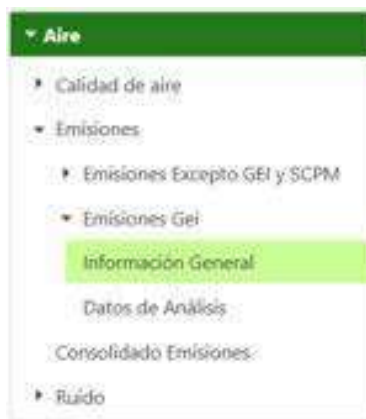 Aire
Calidad de aire
Emisiones
Emisiones Excepto GEI y SCPM
Emisiones Gei
Información General
Datos de Análisis
Consolidado Emisiones
Ruido